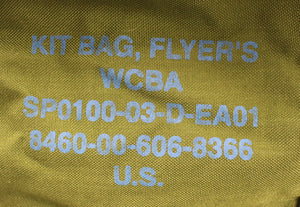 KIT BAG, FLYER'S
WCBA
SP0100-03-D-EA01
8460-00-606-8366
U.S.